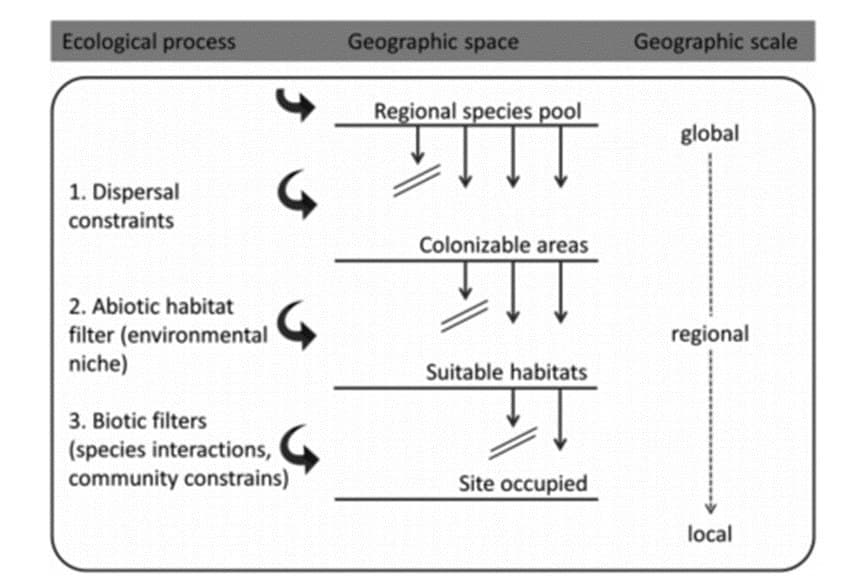 Ecological process Geographic space Geographic scale
Regional species pool
global
1. Dispersal
constraints
Colonizable areas
2. Abiotic habitat
filter (environmental
niche)
regional
Suitable habitats
3. Biotic filters
(species interactions,
community constrains)
Site occupied
local